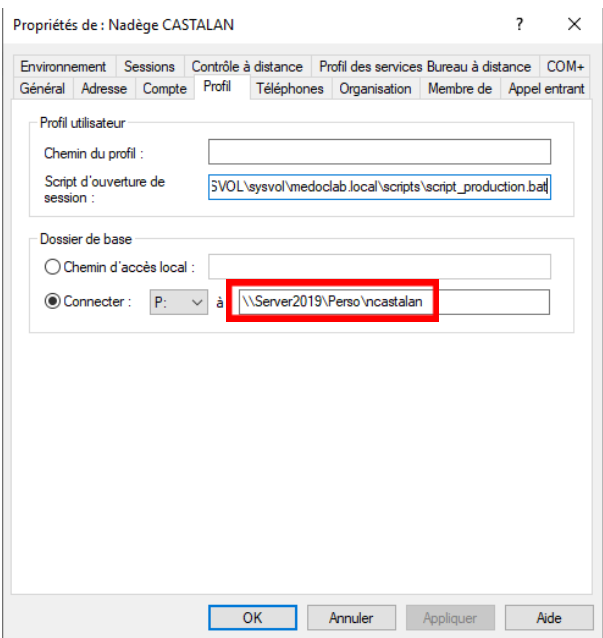 Propriétés de : Nadège CASTALAN ? ×
Environnement Sessions Contrôle à distance Profil des services Bureau à distance COM+
Général Adresse Compte Profil Téléphones Organisation Membre de Appel entrant
Profil utilisateur
Chemin du profil :
Script d'ouverture de
session :
SVOL\sysvol\medoclab.local\scripts\script_production.bat
Dossier de base
Chemin d'accès local :
Connecter : P: à \\Server2019\Perso\ncastalan
OK Annuler Appliquer Aide